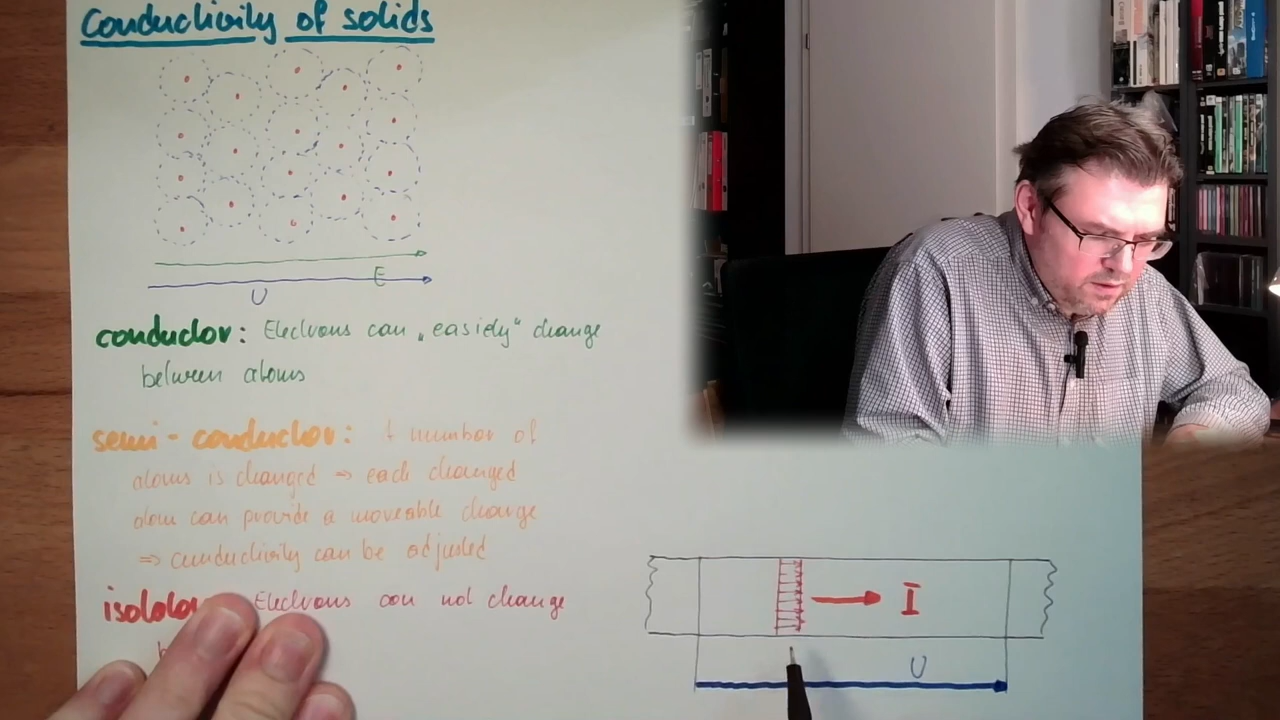 Conductivity of solids
E
U
conductor: Electrons can „easiely" change
between atoms
semi-conductor: A number of
atoms is changed ⇒ each changed
atom can provide a moveable charge
⇒ conductivity can be adjusted
Electrons can not change
I
U